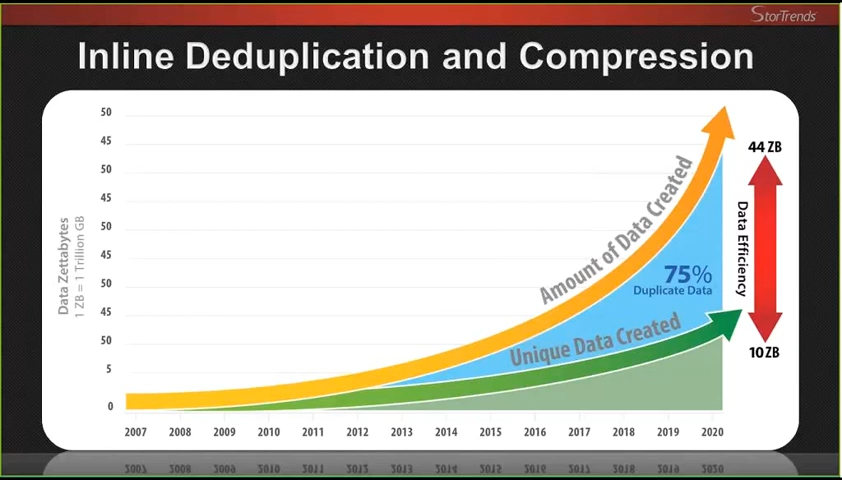 StorTrends
Inline Deduplication and Compression
50
45
50
45
50
45
50
45
50
5
0
Data Zettabytes
1 ZB = 1 Trillion GB
Amount of Data Created
75%
Duplicate Data
Unique Data Created
44 ZB
Data Efficiency
10 ZB
2007 2008 2009 2010 2011 2012 2013 2014 2015 2016 2017 2018 2019 2020